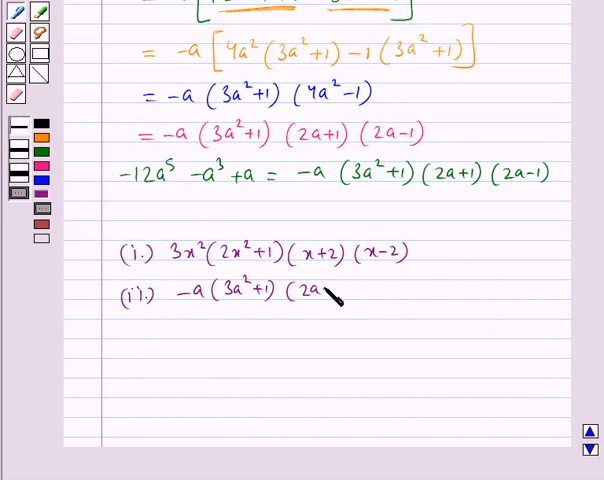 = -a [4a² (3a²+1) -1 (3a²+1)]
= -a (3a²+1) (4a²-1)
= -a (3a²+1) (2a+1) (2a-1)
-12a⁵ -a³ +a = -a (3a²+1) (2a+1) (2a-1)
(i.) 3x² (2x²+1) (x+2) (x-2)
(ii.) -a (3a²+1) (2a